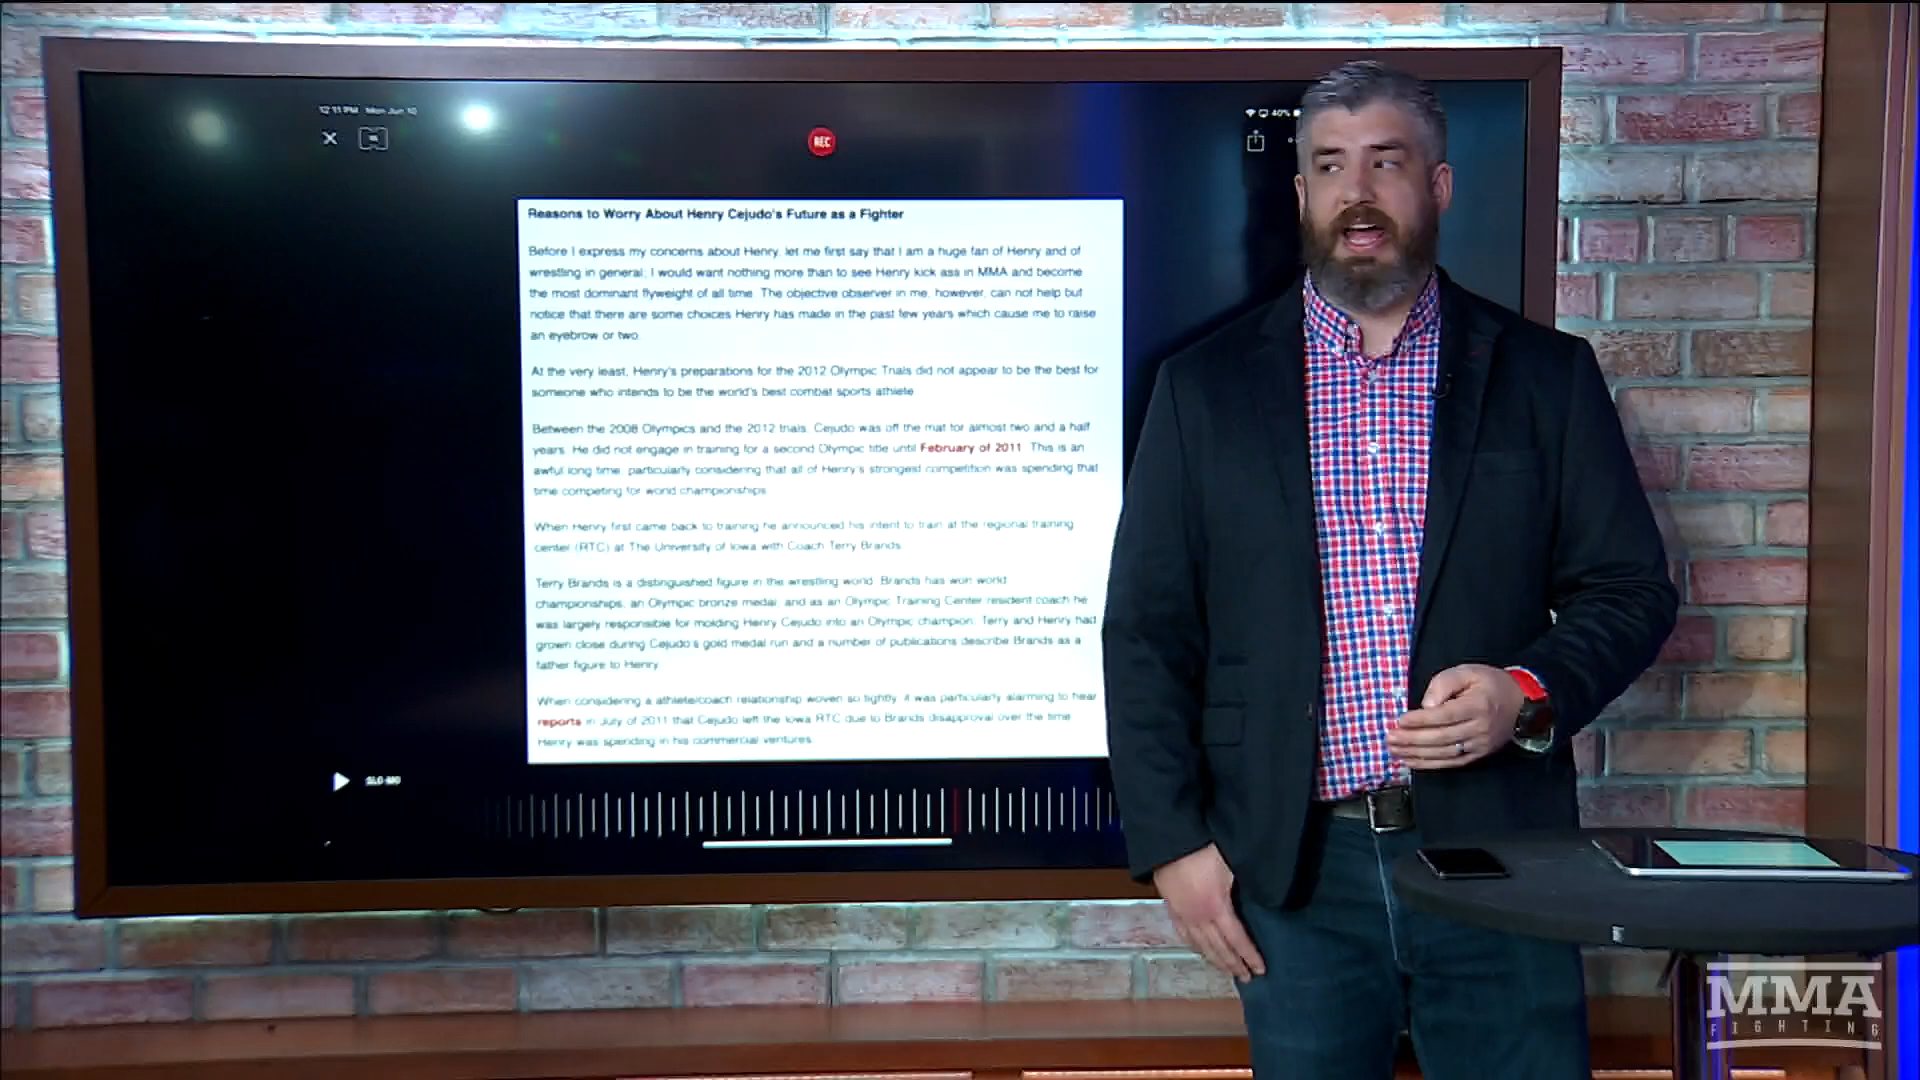 12:11 PM Mon Jun 10
40%
REC
Reasons to Worry About Henry Cejudo's Future as a Fighter
Before I express my concerns about Henry, let me first say that I am a huge fan of Henry and of
wrestling in general; I would want nothing more than to see Henry kick ass in MMA and become
the most dominant flyweight of all time. The objective observer in me, however, can not help but
notice that there are some choices Henry has made in the past few years which cause me to raise
an eyebrow or two.
At the very least, Henry's preparations for the 2012 Olympic Trials did not appear to be the best for
someone who intends to be the world's best combat sports athlete.
Between the 2008 Olympics and the 2012 trials, Cejudo was off the mat for almost two and a half
years. He did not engage in training for a second Olympic title until February of 2011. This is an
awful long time, particularly considering that all of Henry's strongest competition was spending that
time competing for world championships.
When Henry first came back to training he announced his intent to train at the regional training
center (RTC) at The University of Iowa with Coach Terry Brands.
Terry Brands is a distinguished figure in the wrestling world. Brands has won world
championships, an Olympic bronze medal, and as an Olympic Training Center resident coach he
was largely responsible for molding Henry Cejudo into an Olympic champion. Terry and Henry had
grown close during Cejudo's gold medal run and a number of publications describe Brands as a
father figure to Henry.
When considering a athlete/coach relationship woven so tightly, it was particularly alarming to hear
reports in July of 2011 that Cejudo left the Iowa RTC due to Brands disapproval over the time
Henry was spending in his commercial ventures.
SLO-MO
MMA
FIGHTING